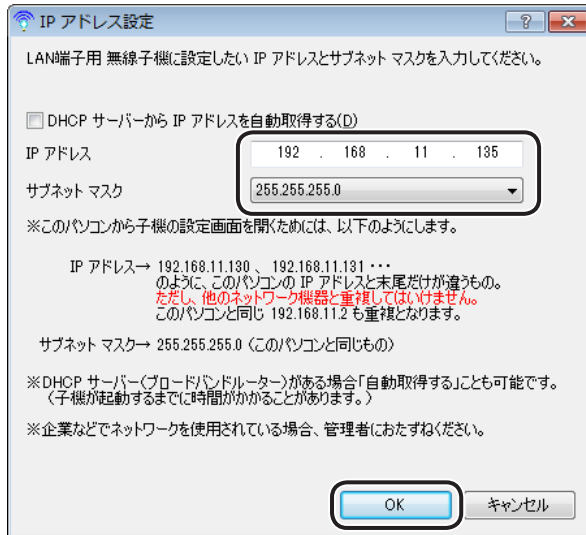 IP アドレス設定
LAN端子用 無線子機に設定したい IP アドレスとサブネット マスクを入力してください。
DHCP サーバーから IP アドレスを自動取得する(D)
IP アドレス 192 . 168 . 11 . 135
サブネット マスク 255.255.255.0
※このパソコンから子機の設定画面を開くためには、以下のようにします。
IP アドレス→ 192.168.11.130 、 192.168.11.131 ・・・
のように、このパソコンの IP アドレスと末尾だけが違うもの。
ただし、他のネットワーク機器と重複してはいけません。
このパソコンと同じ 192.168.11.2 も重複となります。
サブネット マスク→ 255.255.255.0 (このパソコンと同じもの)
※DHCP サーバー(ブロードバンドルーター)がある場合「自動取得する」ことも可能です。
(子機が起動するまでに時間がかかることがあります。)
※企業などでネットワークを使用されている場合、管理者におたずねください。
OK キャンセル